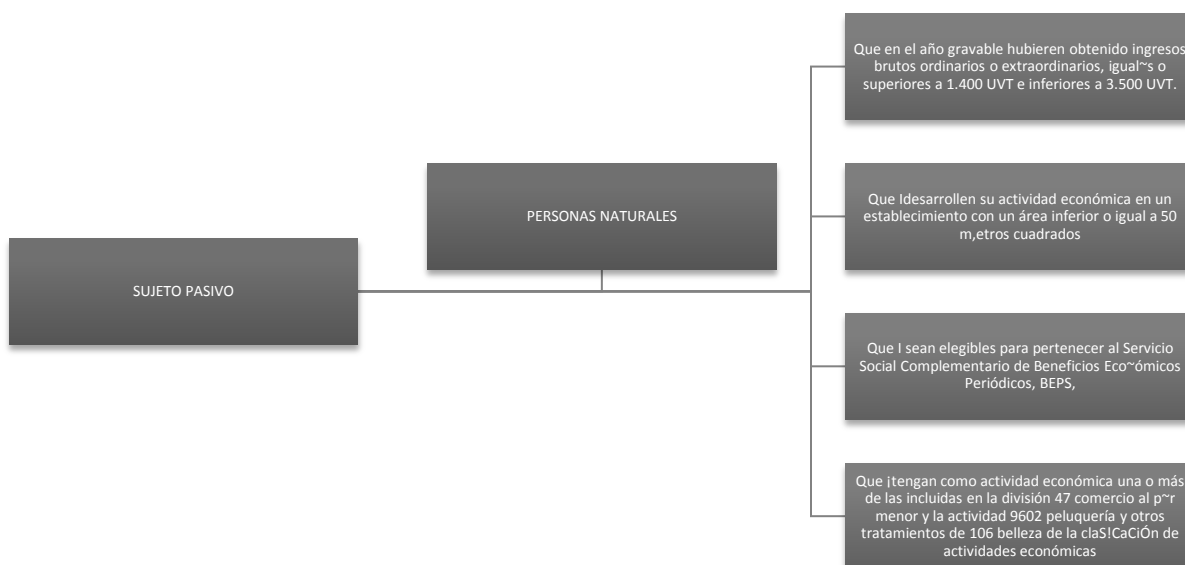 SUJETO PASIVO
PERSONAS NATURALES
Que en el año gravable hubieren obtenido ingresos
brutos ordinarios o extraordinarios, igual~s o
superiores a 1.400 UVT e inferiores a 3.500 UVT.
Que Idesarrollen su actividad económica en un
establecimiento con un área inferior o igual a 50
m,etros cuadrados
Que I sean elegibles para pertenecer al Servicio
Social Complementario de Beneficios Eco~ómicos
Periódicos, BEPS,
Que ¡tengan como actividad económica una o más
de las incluidas en la división 47 comercio al p~r
menor y la actividad 9602 peluquería y otros
tratamientos de 106 belleza de la claS!CaCiÓn de
actividades económicas